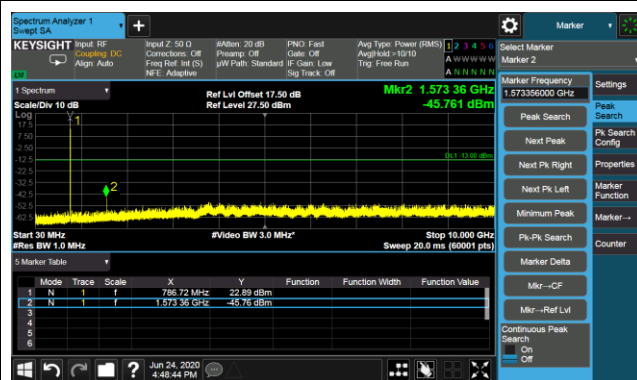 Spectrum Analyzer 1
Swept SA
+
Marker
KEYSIGHT
Input: RF
Coupling: DC
Align: Auto
Input Z: 50 Ω
Corrections: Off
Freq Ref: Int (S)
NFE: Adaptive
#Atten: 20 dB
Preamp: Off
µW Path: Standard
PNO: Fast
Gate: Off
IF Gain: Low
Sig Track: Off
Avg Type: Power (RMS)
Avg|Hold:>10/10
Trig: Free Run
1 2 3 4 5 6
A W W W W W
A N N N N N
LXI
Select Marker
Marker 2
1 Spectrum
Scale/Div 10 dB
Ref Lvl Offset 17.50 dB
Ref Level 27.50 dBm
Mkr2 1.573 36 GHz
-45.761 dBm
Log
17.5
7.50
-2.50
-12.5
-22.5
-32.5
-42.5
-52.5
-62.5
1
2
DL1 -13.00 dBm
Start 30 MHz
#Res BW 1.0 MHz
#Video BW 3.0 MHz*
Stop 10.000 GHz
Sweep 20.0 ms (60001 pts)
5 Marker Table
Mode Trace Scale X Y Function Function Width Function Value
1 N 1 f 786.72 MHz 22.89 dBm
2 N 1 f 1.573 36 GHz -45.76 dBm
3
4
5
6
Marker Frequency
1.573356000 GHz
Peak Search
Next Peak
Next Pk Right
Next Pk Left
Minimum Peak
Pk-Pk Search
Marker Delta
Mkr→CF
Mkr→Ref Lvl
Continuous Peak
Search
On
Off
Settings
Peak
Search
Pk Search
Config
Properties
Marker
Function
Marker→
Counter
?
Jun 24, 2020
4:48:44 PM